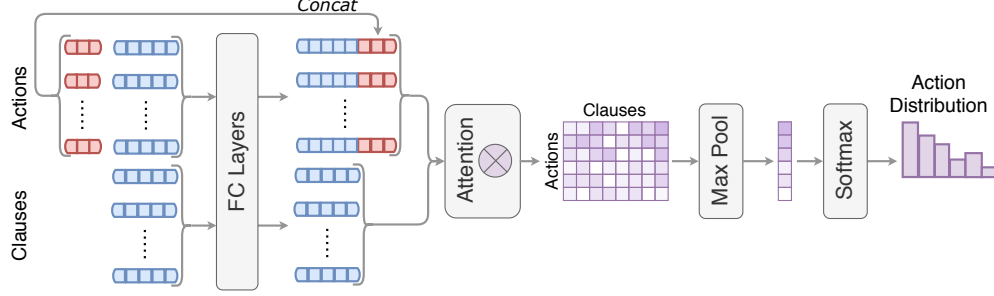 Concat
Actions
Clauses
FC Layers
Attention
Clauses
Actions
Max Pool
Softmax
Action
Distribution